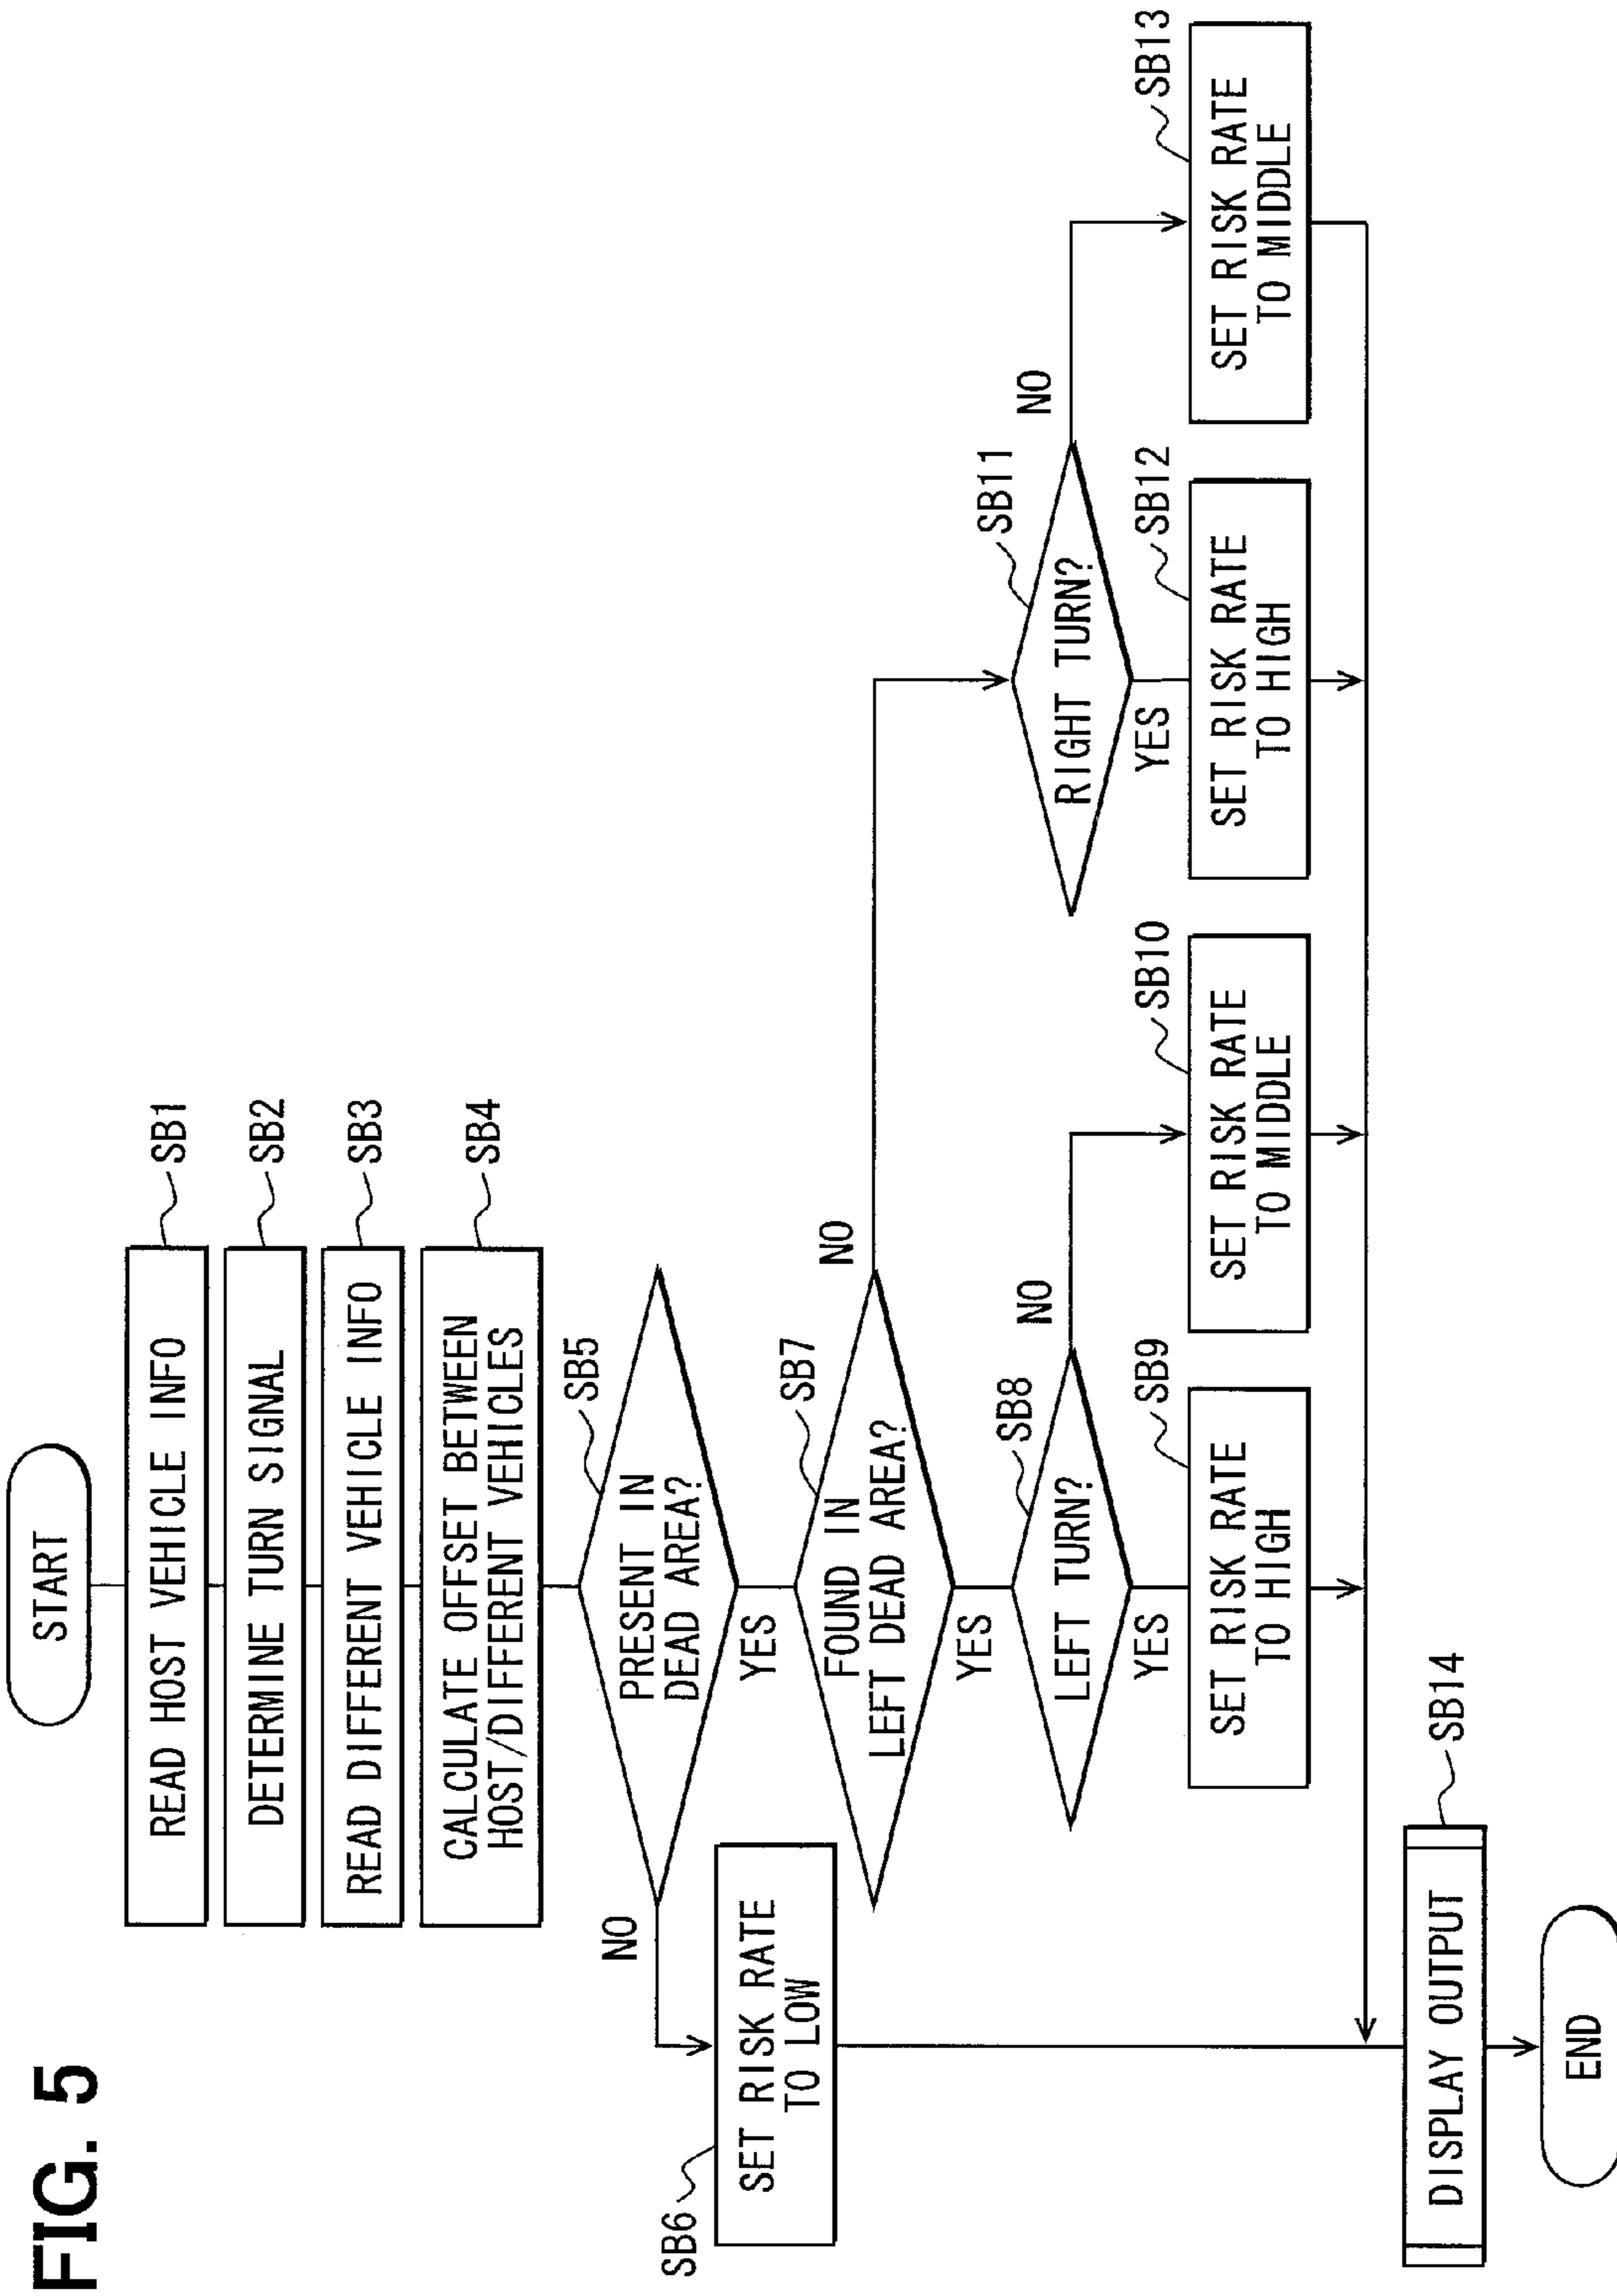 FIG. 5
START
READ HOST VEHICLE INFO
SB1
DETERMINE TURN SIGNAL
SB2
READ DIFFERENT VEHICLE INFO
SB3
CALCULATE OFFSET BETWEEN
HOST/DIFFERENT VEHICLES
SB4
PRESENT IN
DEAD AREA?
SB5
NO
YES
SB6
SET RISK RATE
TO LOW
FOUND IN
LEFT DEAD AREA?
SB7
NO
YES
LEFT TURN?
SB8
NO
YES
RIGHT TURN?
SB11
NO
YES
SET RISK RATE
TO HIGH
SB9
SET RISK RATE
TO MIDDLE
SB10
SET RISK RATE
TO HIGH
SB12
SET RISK RATE
TO MIDDLE
SB13
DISPLAY OUTPUT
SB14
END